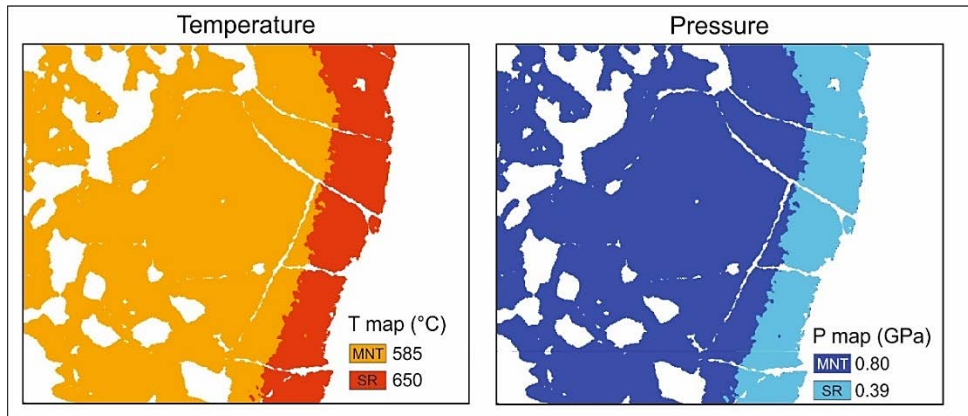 Temperature
T map (°C)
MNT 585
SR 650
Pressure
P map (GPa)
MNT 0.80
SR 0.39